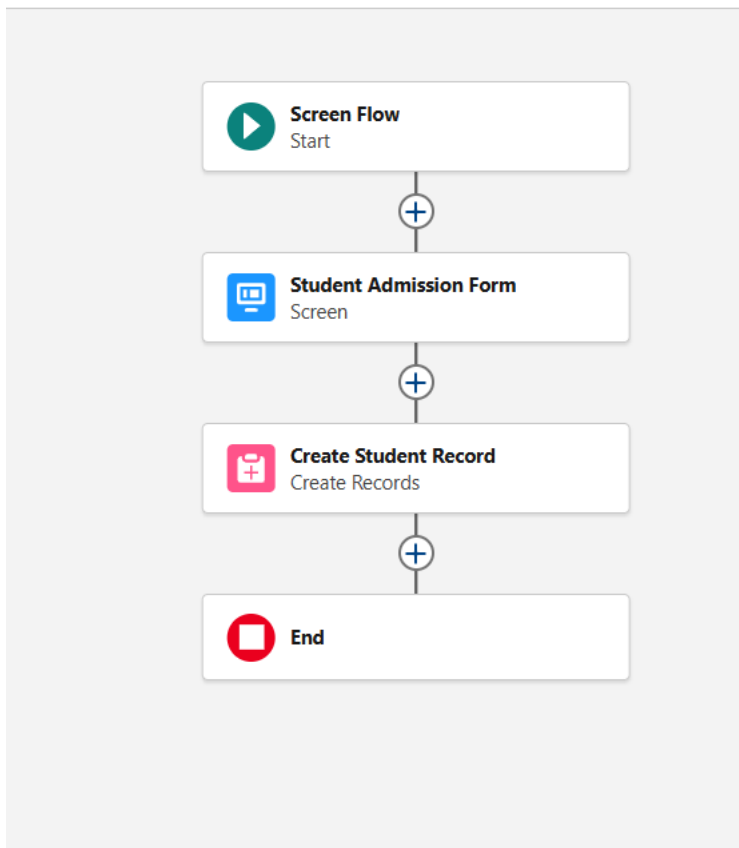 Screen Flow
Start
Student Admission Form
Screen
Create Student Record
Create Records
End